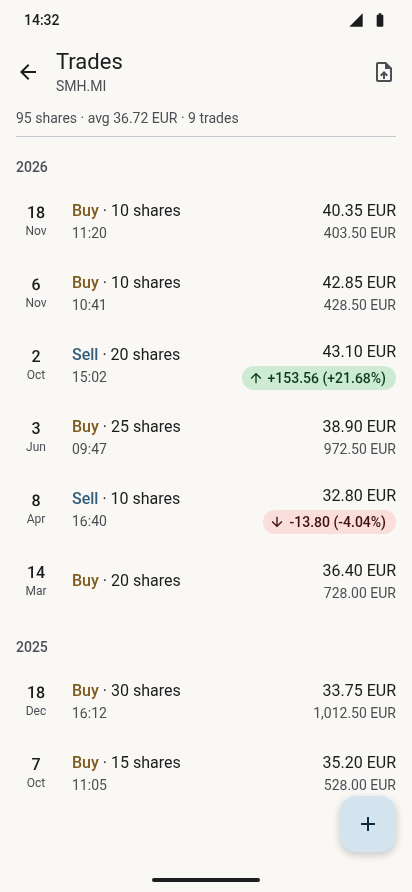 14:32
Trades
SMH.MI
95 shares · avg 36.72 EUR · 9 trades
2026
18 Nov Buy · 10 shares 40.35 EUR
11:20 403.50 EUR
6 Nov Buy · 10 shares 42.85 EUR
10:41 428.50 EUR
2 Oct Sell · 20 shares 43.10 EUR
15:02 +153.56 (+21.68%)
3 Jun Buy · 25 shares 38.90 EUR
09:47 972.50 EUR
8 Apr Sell · 10 shares 32.80 EUR
16:40 -13.80 (-4.04%)
14 Mar Buy · 20 shares 36.40 EUR
728.00 EUR
2025
18 Dec Buy · 30 shares 33.75 EUR
16:12 1,012.50 EUR
7 Oct Buy · 15 shares 35.20 EUR
11:05 528.00 EUR